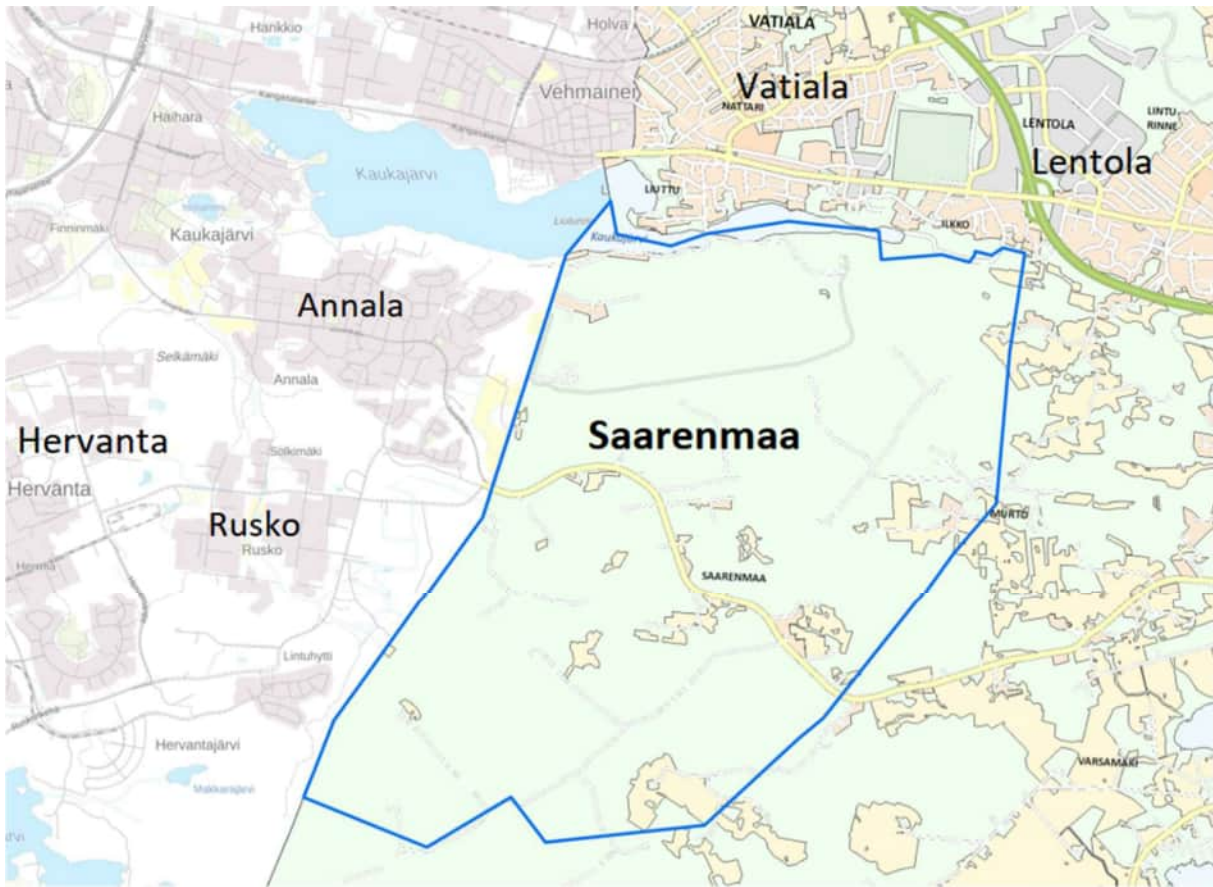 Hankkio
Holva
VATIALA
Vatiala
Vehmainen
NATTARI
Haihara
LENTOLA
LINTU
RINNE
Lentola
Kaukajärvi
LIUTTU
ILKKO
Finninmäki
Kaukajärvi
Kaukajärvi
Annala
Selkämäki
Annala
Saarenmaa
Hervanta
Hervanta
Solkimäki
Rusko
Rusko
MURTO
SAARENMAA
Lintuhytti
Hervantajärvi
Makkarajärvi
VARSAMÄKI